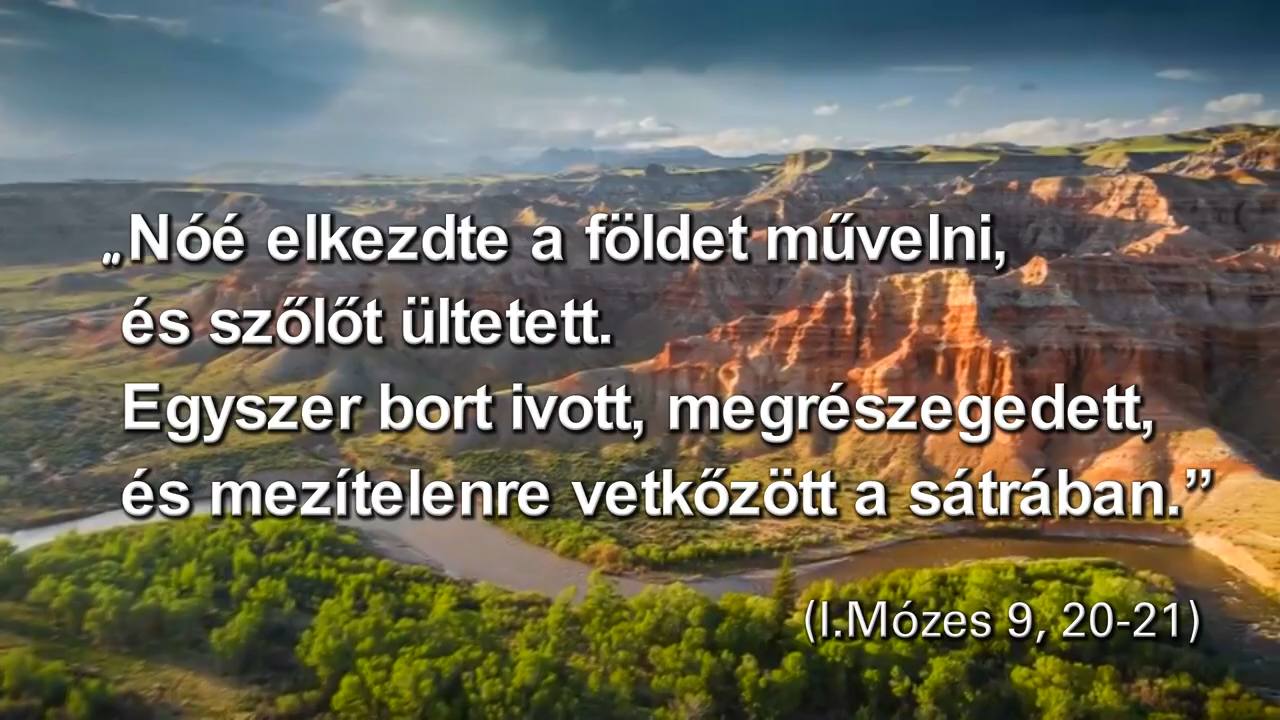 „Nóé elkezdte a földet művelni,
és szőlőt ültetett.
Egyszer bort ivott, megrészegedett,
és mezítelenre vetkőzött a sátrában.”
(I.Mózes 9, 20-21)